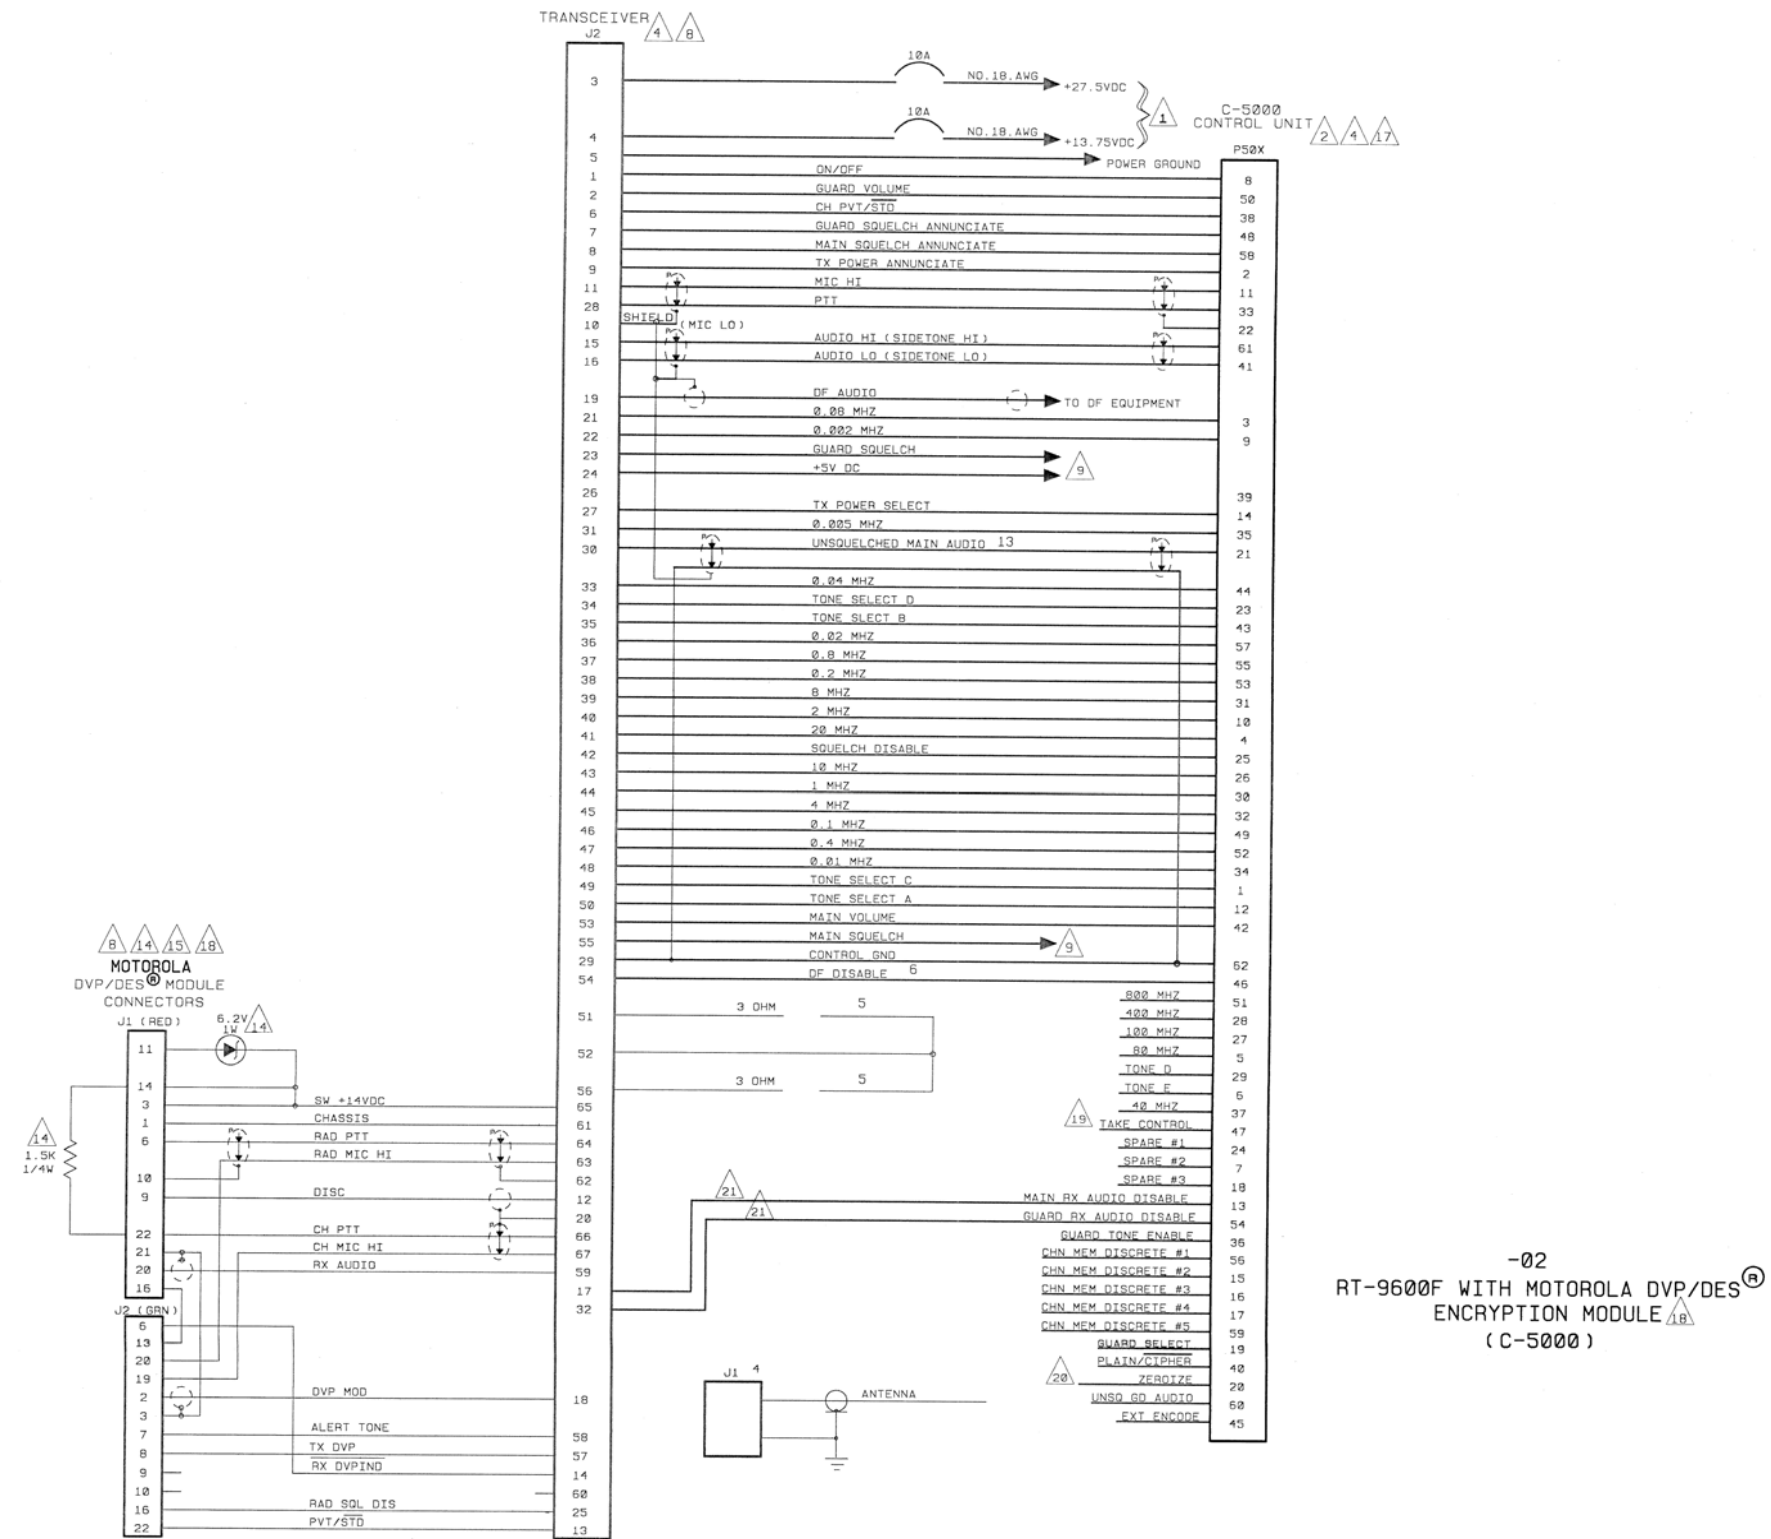 TRANSCEIVER 4 8
J2
3 10A NO.18.AWG +27.5VDC
1
C-5000
CONTROL UNIT 2 4 17
P50X
4 10A NO.18.AWG +13.75VDC
5 POWER GROUND
1 ON/OFF 8
2 GUARD VOLUME 50
6 CH PVT/STD 38
7 GUARD SQUELCH ANNUNCIATE 48
8 MAIN SQUELCH ANNUNCIATE 58
9 TX POWER ANNUNCIATE 2
11 MIC HI 11
28 PTT 33
10 SHIELD (MIC LO) 22
15 AUDIO HI (SIDETONE HI) 61
16 AUDIO LO (SIDETONE LO) 41
19 DF AUDIO TO DF EQUIPMENT
21 0.08 MHZ 3
22 0.002 MHZ 9
23 GUARD SQUELCH
24 +5V DC 9
26 39
27 TX POWER SELECT 14
31 0.005 MHZ 35
30 UNSQUELCHED MAIN AUDIO 13 21
33 0.04 MHZ 44
34 TONE SELECT D 23
35 TONE SLECT B 43
36 0.02 MHZ 57
37 0.8 MHZ 55
38 0.2 MHZ 53
39 8 MHZ 31
40 2 MHZ 10
41 20 MHZ 4
42 SQUELCH DISABLE 25
43 10 MHZ 26
44 1 MHZ 30
45 4 MHZ 32
46 0.1 MHZ 49
47 0.4 MHZ 52
48 0.01 MHZ 34
49 TONE SELECT C 1
50 TONE SELECT A 12
53 MAIN VOLUME 42
55 MAIN SQUELCH 9
29 CONTROL GND 62
54 DF DISABLE 6 46
51 3 OHM 5
52
56 3 OHM 5
800 MHZ 51
400 MHZ 28
100 MHZ 27
80 MHZ 5
TONE D 29
TONE E 6
40 MHZ 37
19 TAKE CONTROL 47
SPARE #1 24
SPARE #2 7
SPARE #3 18
21 MAIN RX AUDIO DISABLE 13
21 GUARD RX AUDIO DISABLE 54
GUARD TONE ENABLE 36
CHN MEM DISCRETE #1 56
CHN MEM DISCRETE #2 15
CHN MEM DISCRETE #3 16
CHN MEM DISCRETE #4 17
CHN MEM DISCRETE #5 59
GUARD SELECT 19
PLAIN/CIPHER 40
20 ZEROIZE 20
UNSQ GD AUDIO 60
EXT ENCODE 45
8 14 15 18
MOTOROLA
DVP/DES® MODULE
CONNECTORS
J1 (RED)
6.2V
1W 14
11
14
3 SW +14VDC 65
1 CHASSIS 61
6 RAD PTT 64
RAD MIC HI 63
10 62
9 DISC 12
20
22 CH PTT 66
21 CH MIC HI 67
20 RX AUDIO 59
16 17
32
14
1.5K
1/4W
J2 (GRN)
6
13
20
19
2 DVP MOD 18
3
7 ALERT TONE 58
8 TX DVP 57
9 RX DVPIND 14
10 60
16 RAD SQL DIS 25
22 PVT/STD 13
J1 4
ANTENNA
-02
RT-9600F WITH MOTOROLA DVP/DES®
ENCRYPTION MODULE 18
(C-5000)